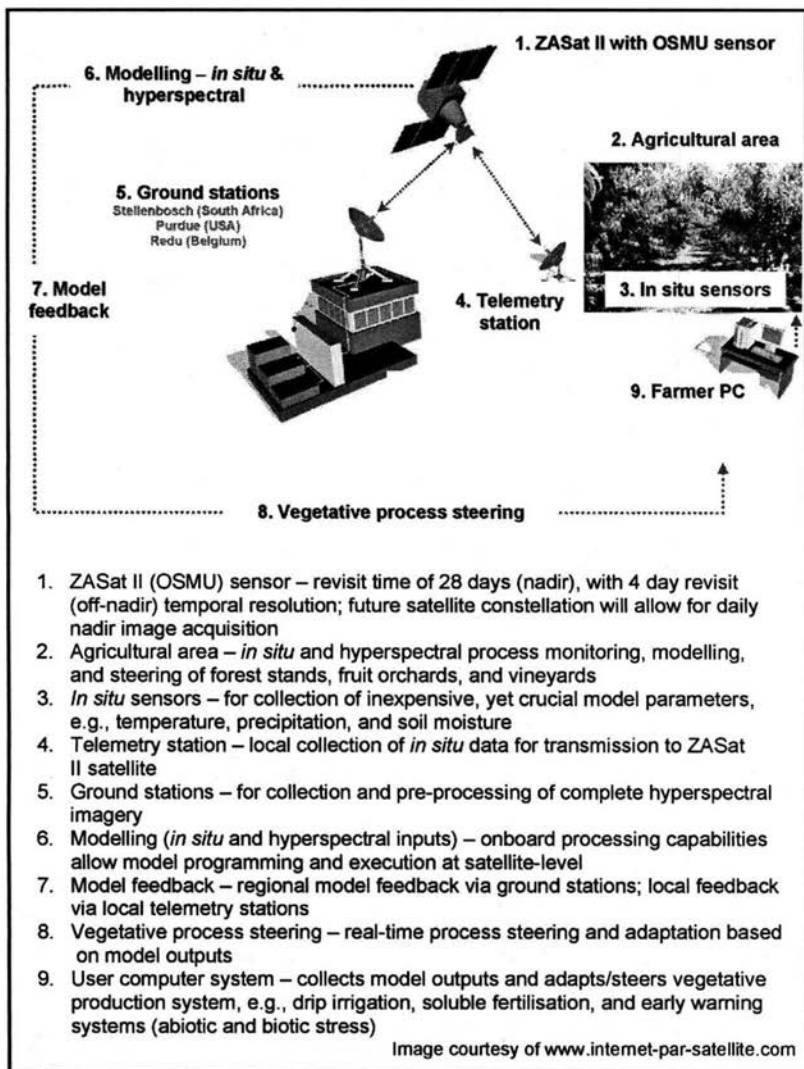 1. ZASat II with OSMU sensor
6. Modelling – in situ &
hyperspectral
2. Agricultural area
5. Ground stations
Stellenbosch (South Africa)
Purdue (USA)
Redu (Belgium)
3. In situ sensors
7. Model
feedback
4. Telemetry
station
9. Farmer PC
8. Vegetative process steering
1. ZASat II (OSMU) sensor – revisit time of 28 days (nadir), with 4 day revisit
(off-nadir) temporal resolution; future satellite constellation will allow for daily
nadir image acquisition
2. Agricultural area – in situ and hyperspectral process monitoring, modelling,
and steering of forest stands, fruit orchards, and vineyards
3. In situ sensors – for collection of inexpensive, yet crucial model parameters,
e.g., temperature, precipitation, and soil moisture
4. Telemetry station – local collection of in situ data for transmission to ZASat
II satellite
5. Ground stations – for collection and pre-processing of complete hyperspectral
imagery
6. Modelling (in situ and hyperspectral inputs) – onboard processing capabilities
allow model programming and execution at satellite-level
7. Model feedback – regional model feedback via ground stations; local feedback
via local telemetry stations
8. Vegetative process steering – real-time process steering and adaptation based
on model outputs
9. User computer system – collects model outputs and adapts/steers vegetative
production system, e.g., drip irrigation, soluble fertilisation, and early warning
systems (abiotic and biotic stress)
Image courtesy of www.internet-par-satellite.com